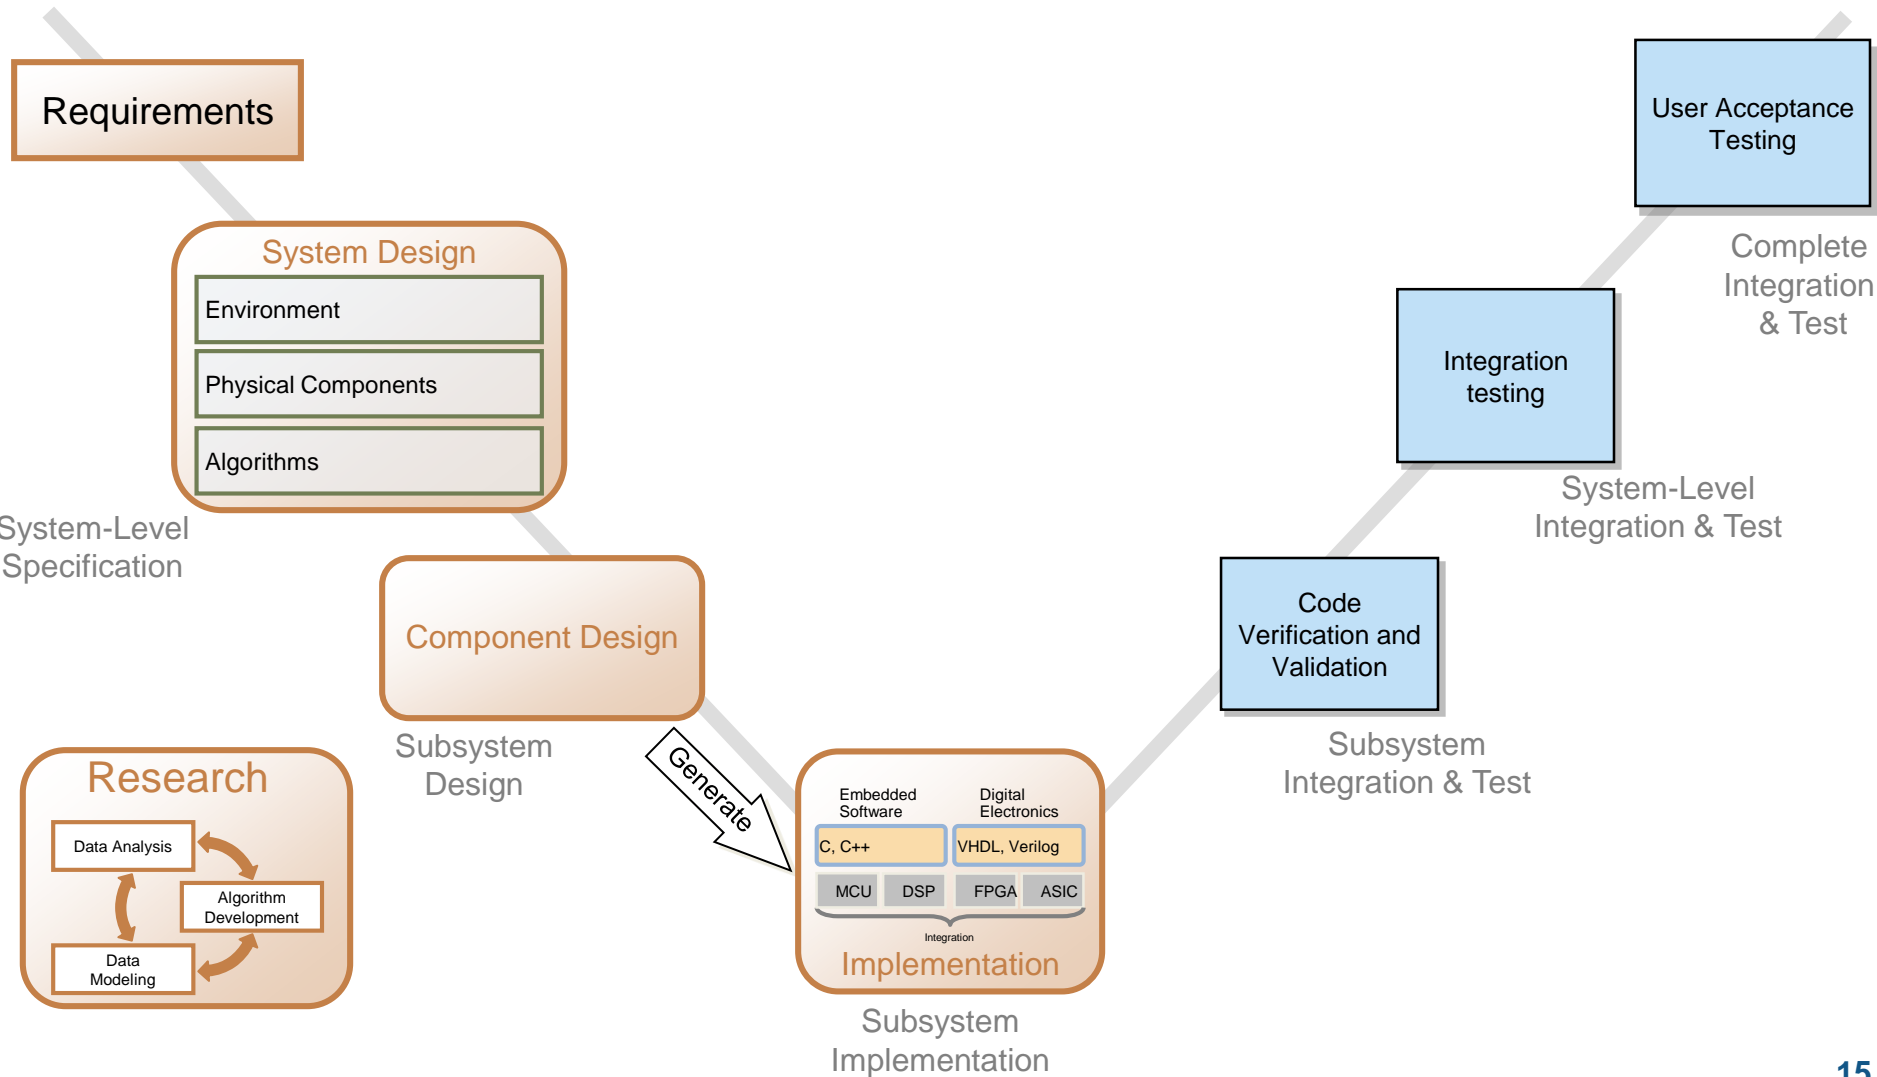 Requirements
System Design
Environment
Physical Components
Algorithms
System-Level
Specification
Component Design
Subsystem
Design
Generate
Research
Data Analysis
Algorithm
Development
Data
Modeling
Embedded
Software
Digital
Electronics
C, C++
VHDL, Verilog
MCU
DSP
FPGA
ASIC
Integration
Implementation
Subsystem
Implementation
Code
Verification and
Validation
Subsystem
Integration & Test
Integration
testing
System-Level
Integration & Test
User Acceptance
Testing
Complete
Integration
& Test
15